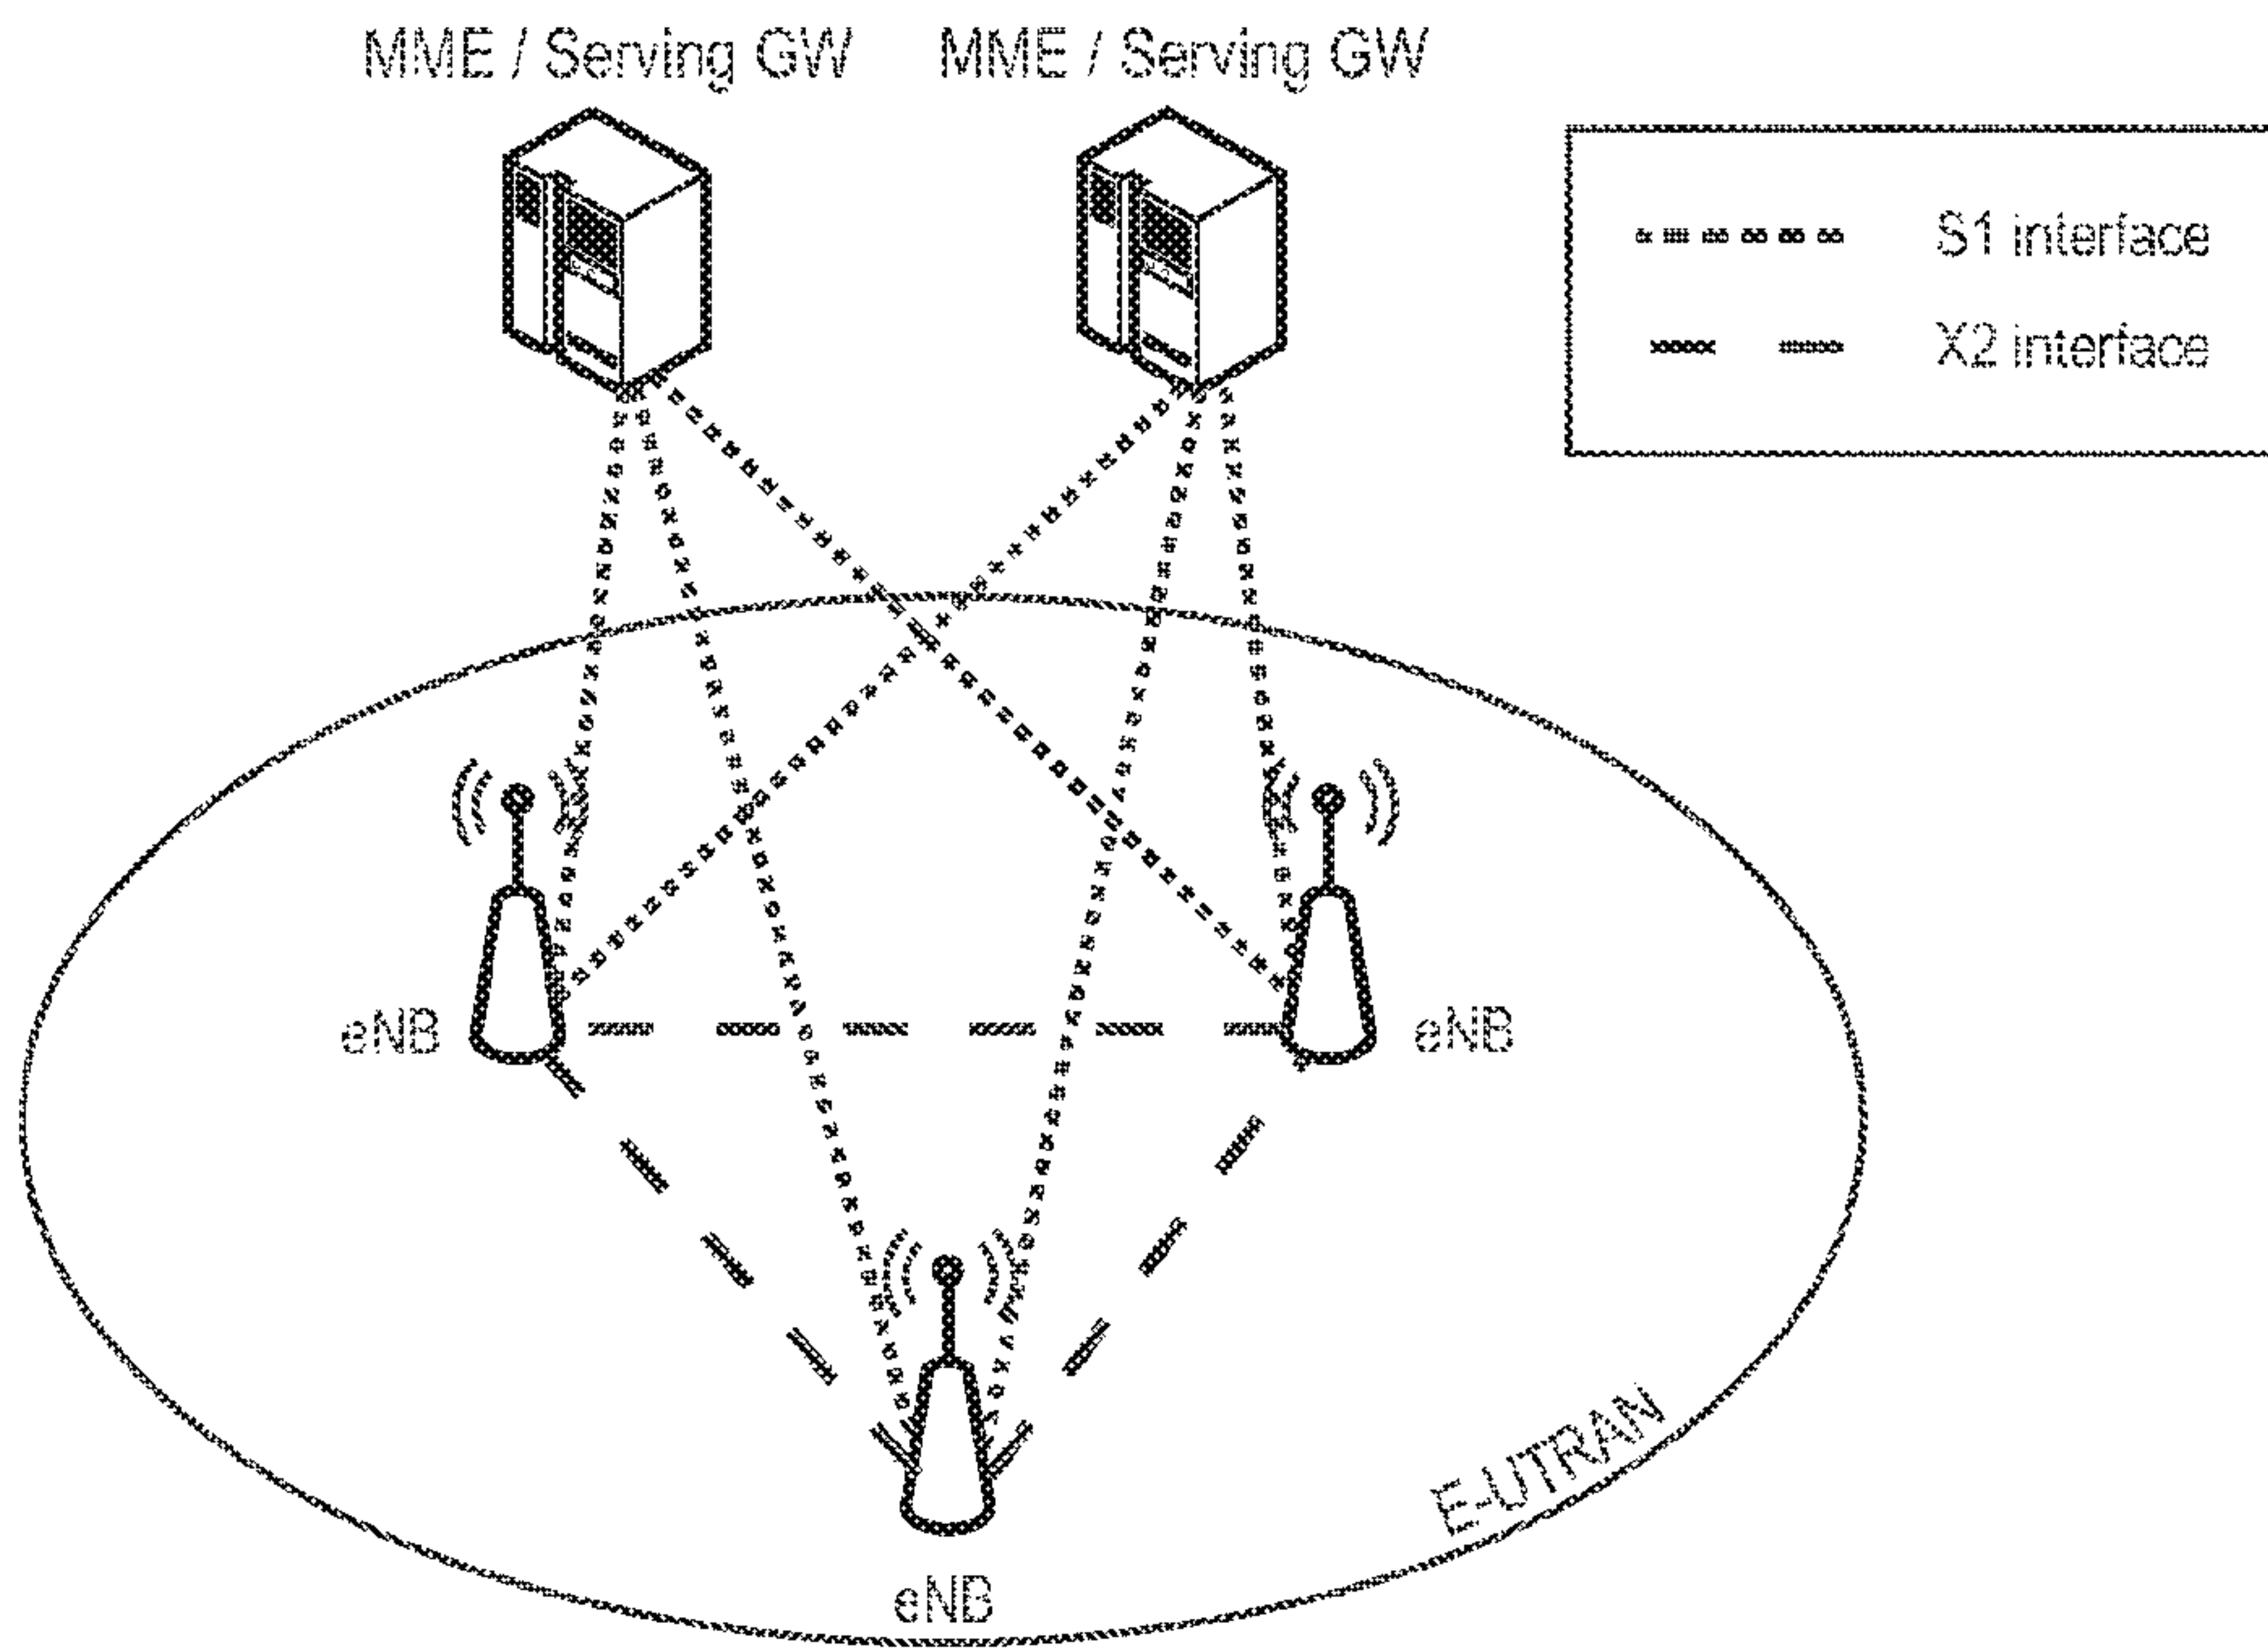 MME / Serving GW
MME / Serving GW
S1 interface
X2 interface
eNB
eNB
E-UTRAN
eNB